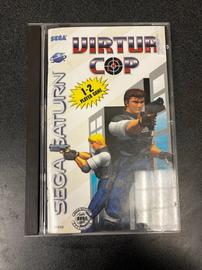 SEGA
VIRTUA
COP
1-2
PLAYER GAME
SEGA SATURN